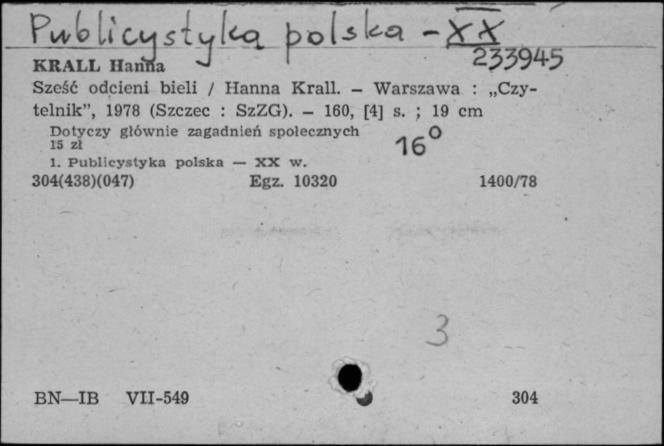 Publicystyka polska - XX
233945
KRALL Hanna
Sześć odcieni bieli / Hanna Krall. – Warszawa : „Czy-
telnik”, 1978 (Szczec : SzZG). – 160, [4] s. ; 19 cm
Dotyczy głównie zagadnień społecznych
15 zł
16°
1. Publicystyka polska — XX w.
304(438)(047) Egz. 10320 1400/78
3
BN—IB VII-549 304